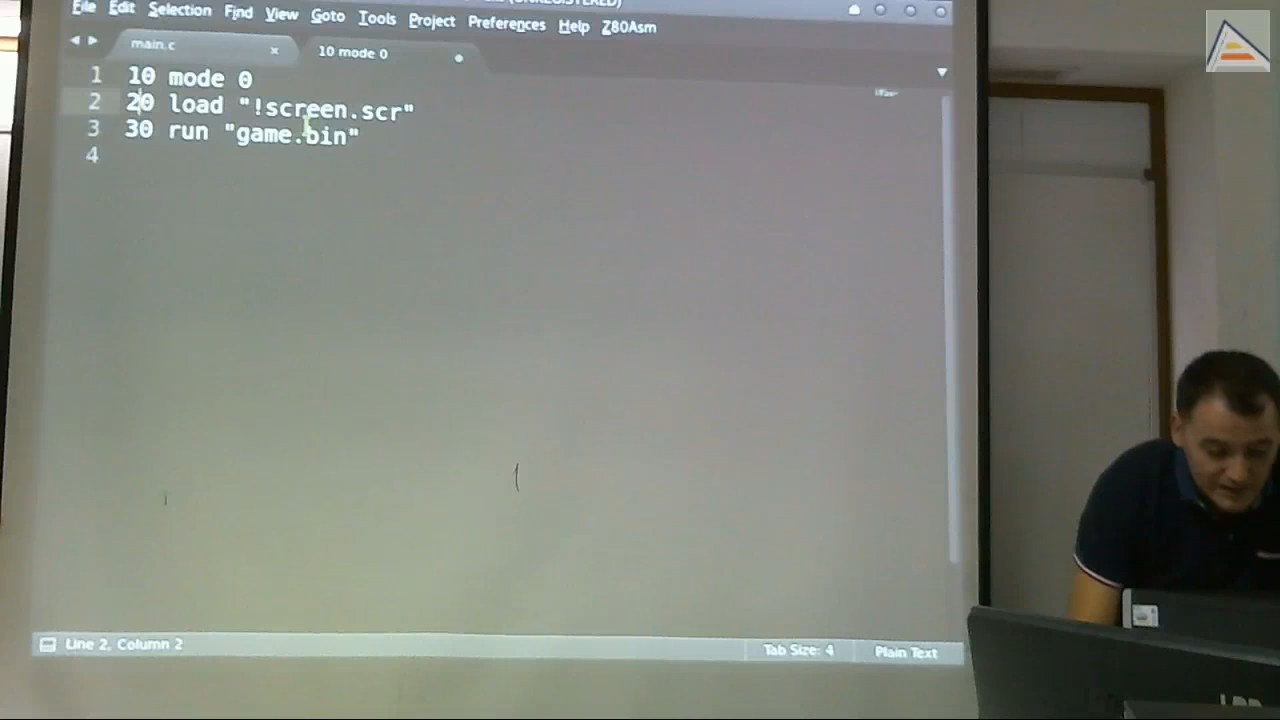 (UNREGISTERED)
File Edit Selection Find View Goto Tools Project Preferences Help Z80Asm
main.c × 10 mode 0
1 10 mode 0
2 20 load "!screen.scr"
3 30 run "game.bin"
4
Line 2, Column 2 Tab Size: 4 Plain Text